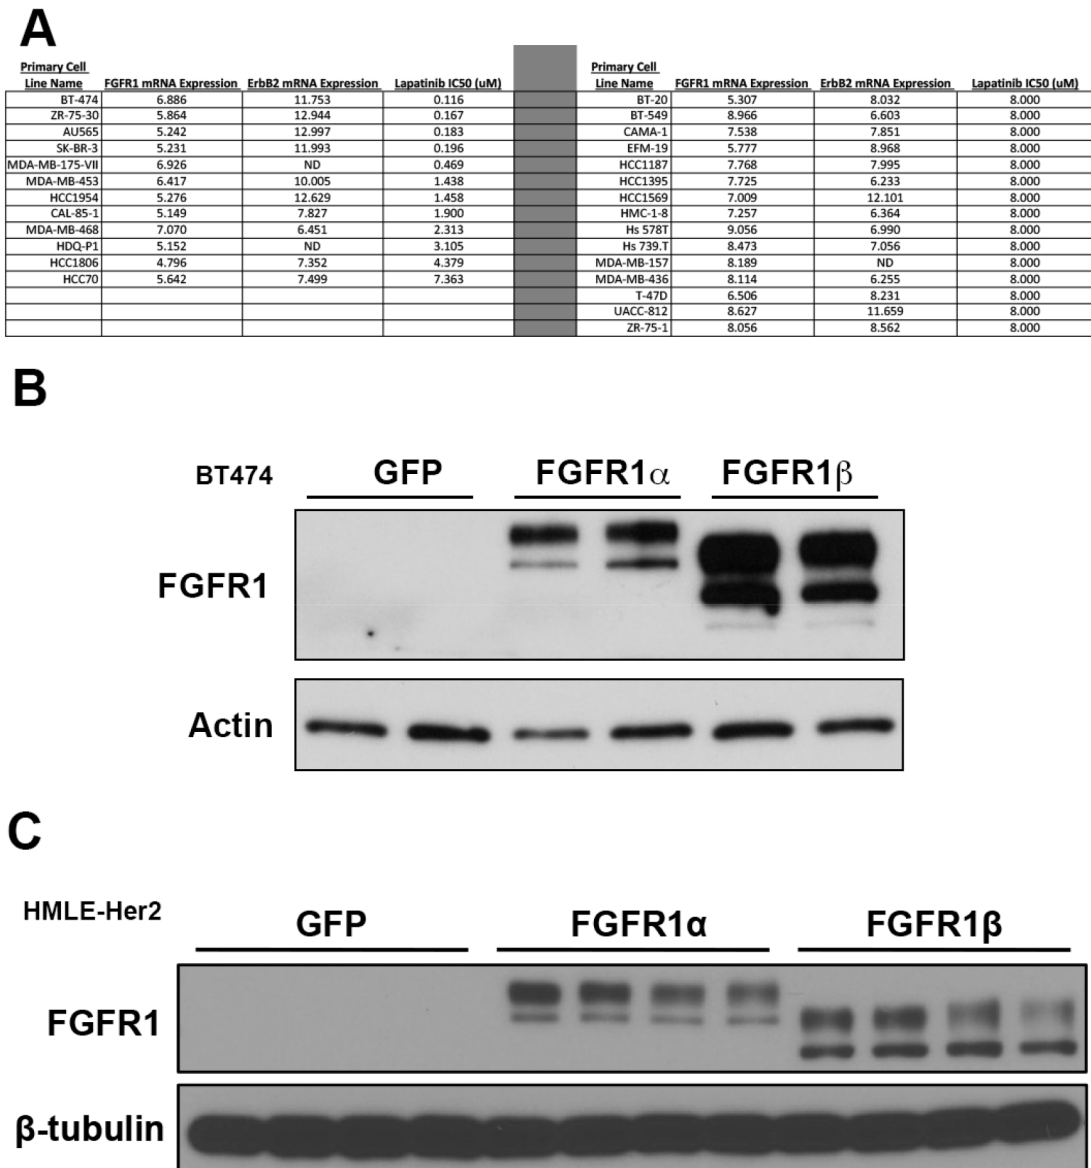 A
Primary Cell Line Name FGFR1 mRNA Expression ErbB2 mRNA Expression Lapatinib IC50 (uM)
BT-474 6.886 11.753 0.116
ZR-75-30 5.864 12.944 0.167
AU565 5.242 12.997 0.183
SK-BR-3 5.231 11.993 0.196
MDA-MB-175-VII 6.926 ND 0.469
MDA-MB-453 6.417 10.005 1.438
HCC1954 5.276 12.629 1.458
CAL-85-1 5.149 7.827 1.900
MDA-MB-468 7.070 6.451 2.313
HDQ-P1 5.152 ND 3.105
HCC1806 4.796 7.352 4.379
HCC70 5.642 7.499 7.363
Primary Cell Line Name FGFR1 mRNA Expression ErbB2 mRNA Expression Lapatinib IC50 (uM)
BT-20 5.307 8.032 8.000
BT-549 8.966 6.603 8.000
CAMA-1 7.538 7.851 8.000
EFM-19 5.777 8.968 8.000
HCC1187 7.768 7.995 8.000
HCC1395 7.725 6.233 8.000
HCC1569 7.009 12.101 8.000
HMC-1-8 7.257 6.364 8.000
Hs 578T 9.056 6.990 8.000
Hs 739.T 8.473 7.056 8.000
MDA-MB-157 8.189 ND 8.000
MDA-MB-436 8.114 6.255 8.000
T-47D 6.506 8.231 8.000
UACC-812 8.627 11.659 8.000
ZR-75-1 8.056 8.562 8.000
B
BT474 GFP FGFR1α FGFR1β
FGFR1
Actin
C
HMLE-Her2 GFP FGFR1α FGFR1β
FGFR1
β-tubulin